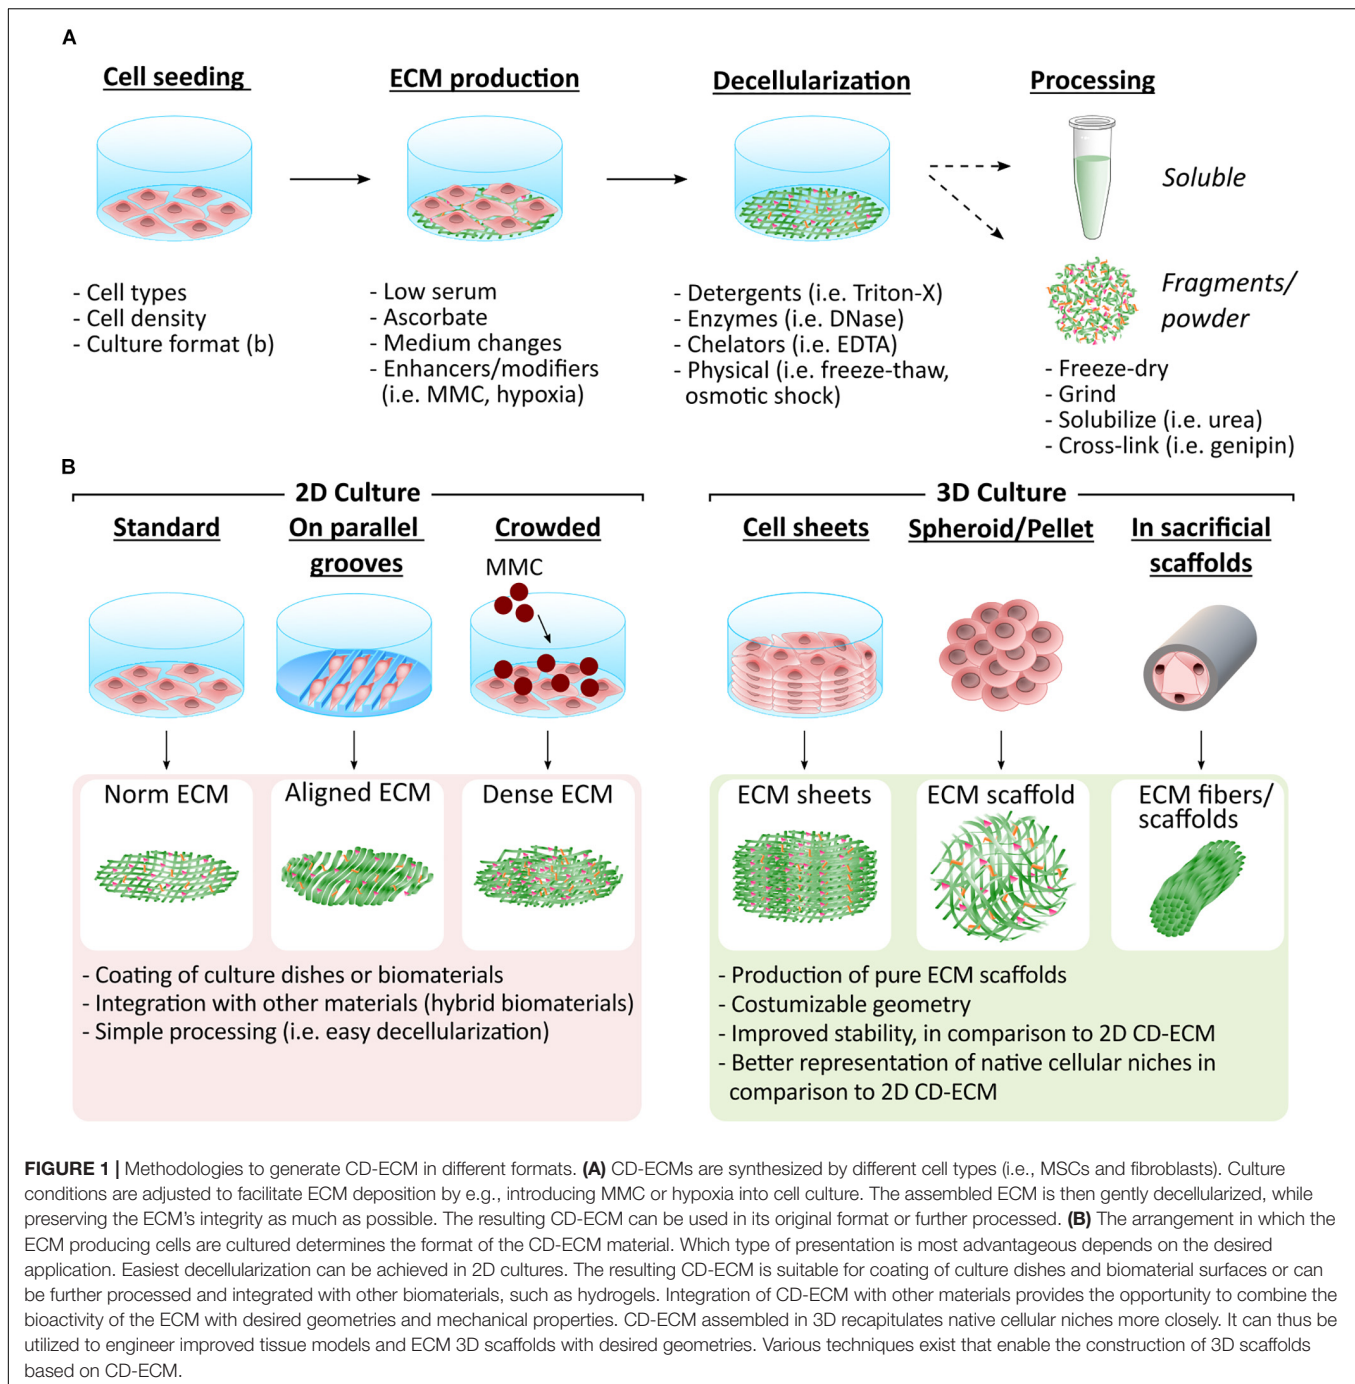 A
Cell seeding
- Cell types
- Cell density
- Culture format (b)
ECM production
- Low serum
- Ascorbate
- Medium changes
- Enhancers/modifiers
(i.e. MMC, hypoxia)
Decellularization
- Detergents (i.e. Triton-X)
- Enzymes (i.e. DNase)
- Chelators (i.e. EDTA)
- Physical (i.e. freeze-thaw,
osmotic shock)
Processing
Soluble
Fragments/
powder
- Freeze-dry
- Grind
- Solubilize (i.e. urea)
- Cross-link (i.e. genipin)
B
2D Culture
Standard
On parallel
grooves
Crowded
MMC
Norm ECM
Aligned ECM
Dense ECM
- Coating of culture dishes or biomaterials
- Integration with other materials (hybrid biomaterials)
- Simple processing (i.e. easy decellularization)
3D Culture
Cell sheets
Spheroid/Pellet
In sacrificial
scaffolds
ECM sheets
ECM scaffold
ECM fibers/
scaffolds
- Production of pure ECM scaffolds
- Costumizable geometry
- Improved stability, in comparison to 2D CD-ECM
- Better representation of native cellular niches in
comparison to 2D CD-ECM
FIGURE 1 | Methodologies to generate CD-ECM in different formats. (A) CD-ECMs are synthesized by different cell types (i.e., MSCs and fibroblasts). Culture
conditions are adjusted to facilitate ECM deposition by e.g., introducing MMC or hypoxia into cell culture. The assembled ECM is then gently decellularized, while
preserving the ECM's integrity as much as possible. The resulting CD-ECM can be used in its original format or further processed. (B) The arrangement in which the
ECM producing cells are cultured determines the format of the CD-ECM material. Which type of presentation is most advantageous depends on the desired
application. Easiest decellularization can be achieved in 2D cultures. The resulting CD-ECM is suitable for coating of culture dishes and biomaterial surfaces or can
be further processed and integrated with other biomaterials, such as hydrogels. Integration of CD-ECM with other materials provides the opportunity to combine the
bioactivity of the ECM with desired geometries and mechanical properties. CD-ECM assembled in 3D recapitulates native cellular niches more closely. It can thus be
utilized to engineer improved tissue models and ECM 3D scaffolds with desired geometries. Various techniques exist that enable the construction of 3D scaffolds
based on CD-ECM.